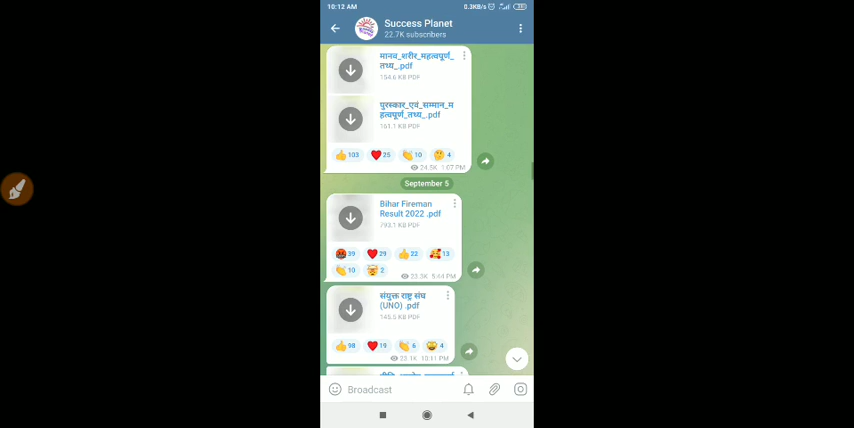 10:12 AM
0.3KB/s
Success Planet
22.7K subscribers
मानव_शरीर_महत्वपूर्ण_
तथ्य_.pdf
154.6 KB PDF
पुरस्कार_एवं_सम्मान_म
हत्वपूर्ण_तथ्य_.pdf
161.1 KB PDF
103 25 10 4
24.5K 1:07 PM
September 5
Bihar Fireman
Result 2022 .pdf
793.1 KB PDF
39 29 22 13
10 2
23.3K 5:44 PM
संयुक्त राष्ट्र संघ
(UNO) .pdf
145.5 KB PDF
98 19 6 4
23.1K 10:11 PM
Broadcast